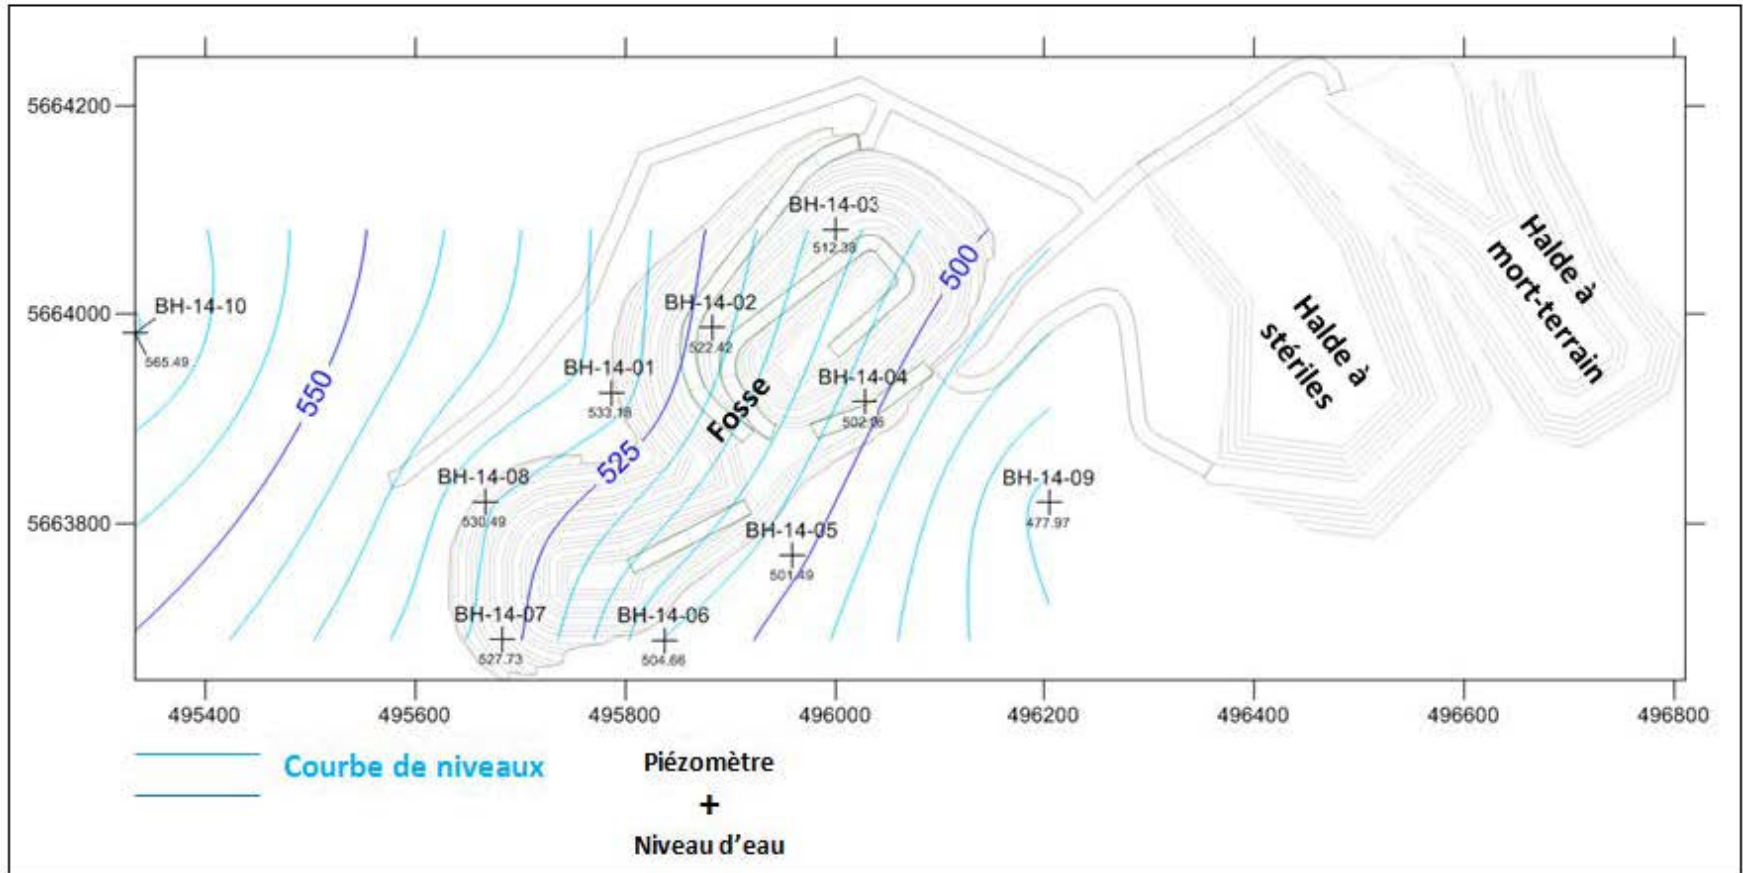 5664200
BH-14-03
512.38
Halde à
mort-terrain
500
5664000
BH-14-10
565.49
BH-14-02
522.42
Halde à
stériles
550
BH-14-01
533.18
BH-14-04
502.06
Fosse
525
BH-14-08
530.49
BH-14-09
477.97
5663800
BH-14-05
501.49
BH-14-07
527.73
BH-14-06
504.66
495400
495600
495800
496000
496200
496400
496600
496800
Courbe de niveaux
Piézomètre
+
Niveau d'eau